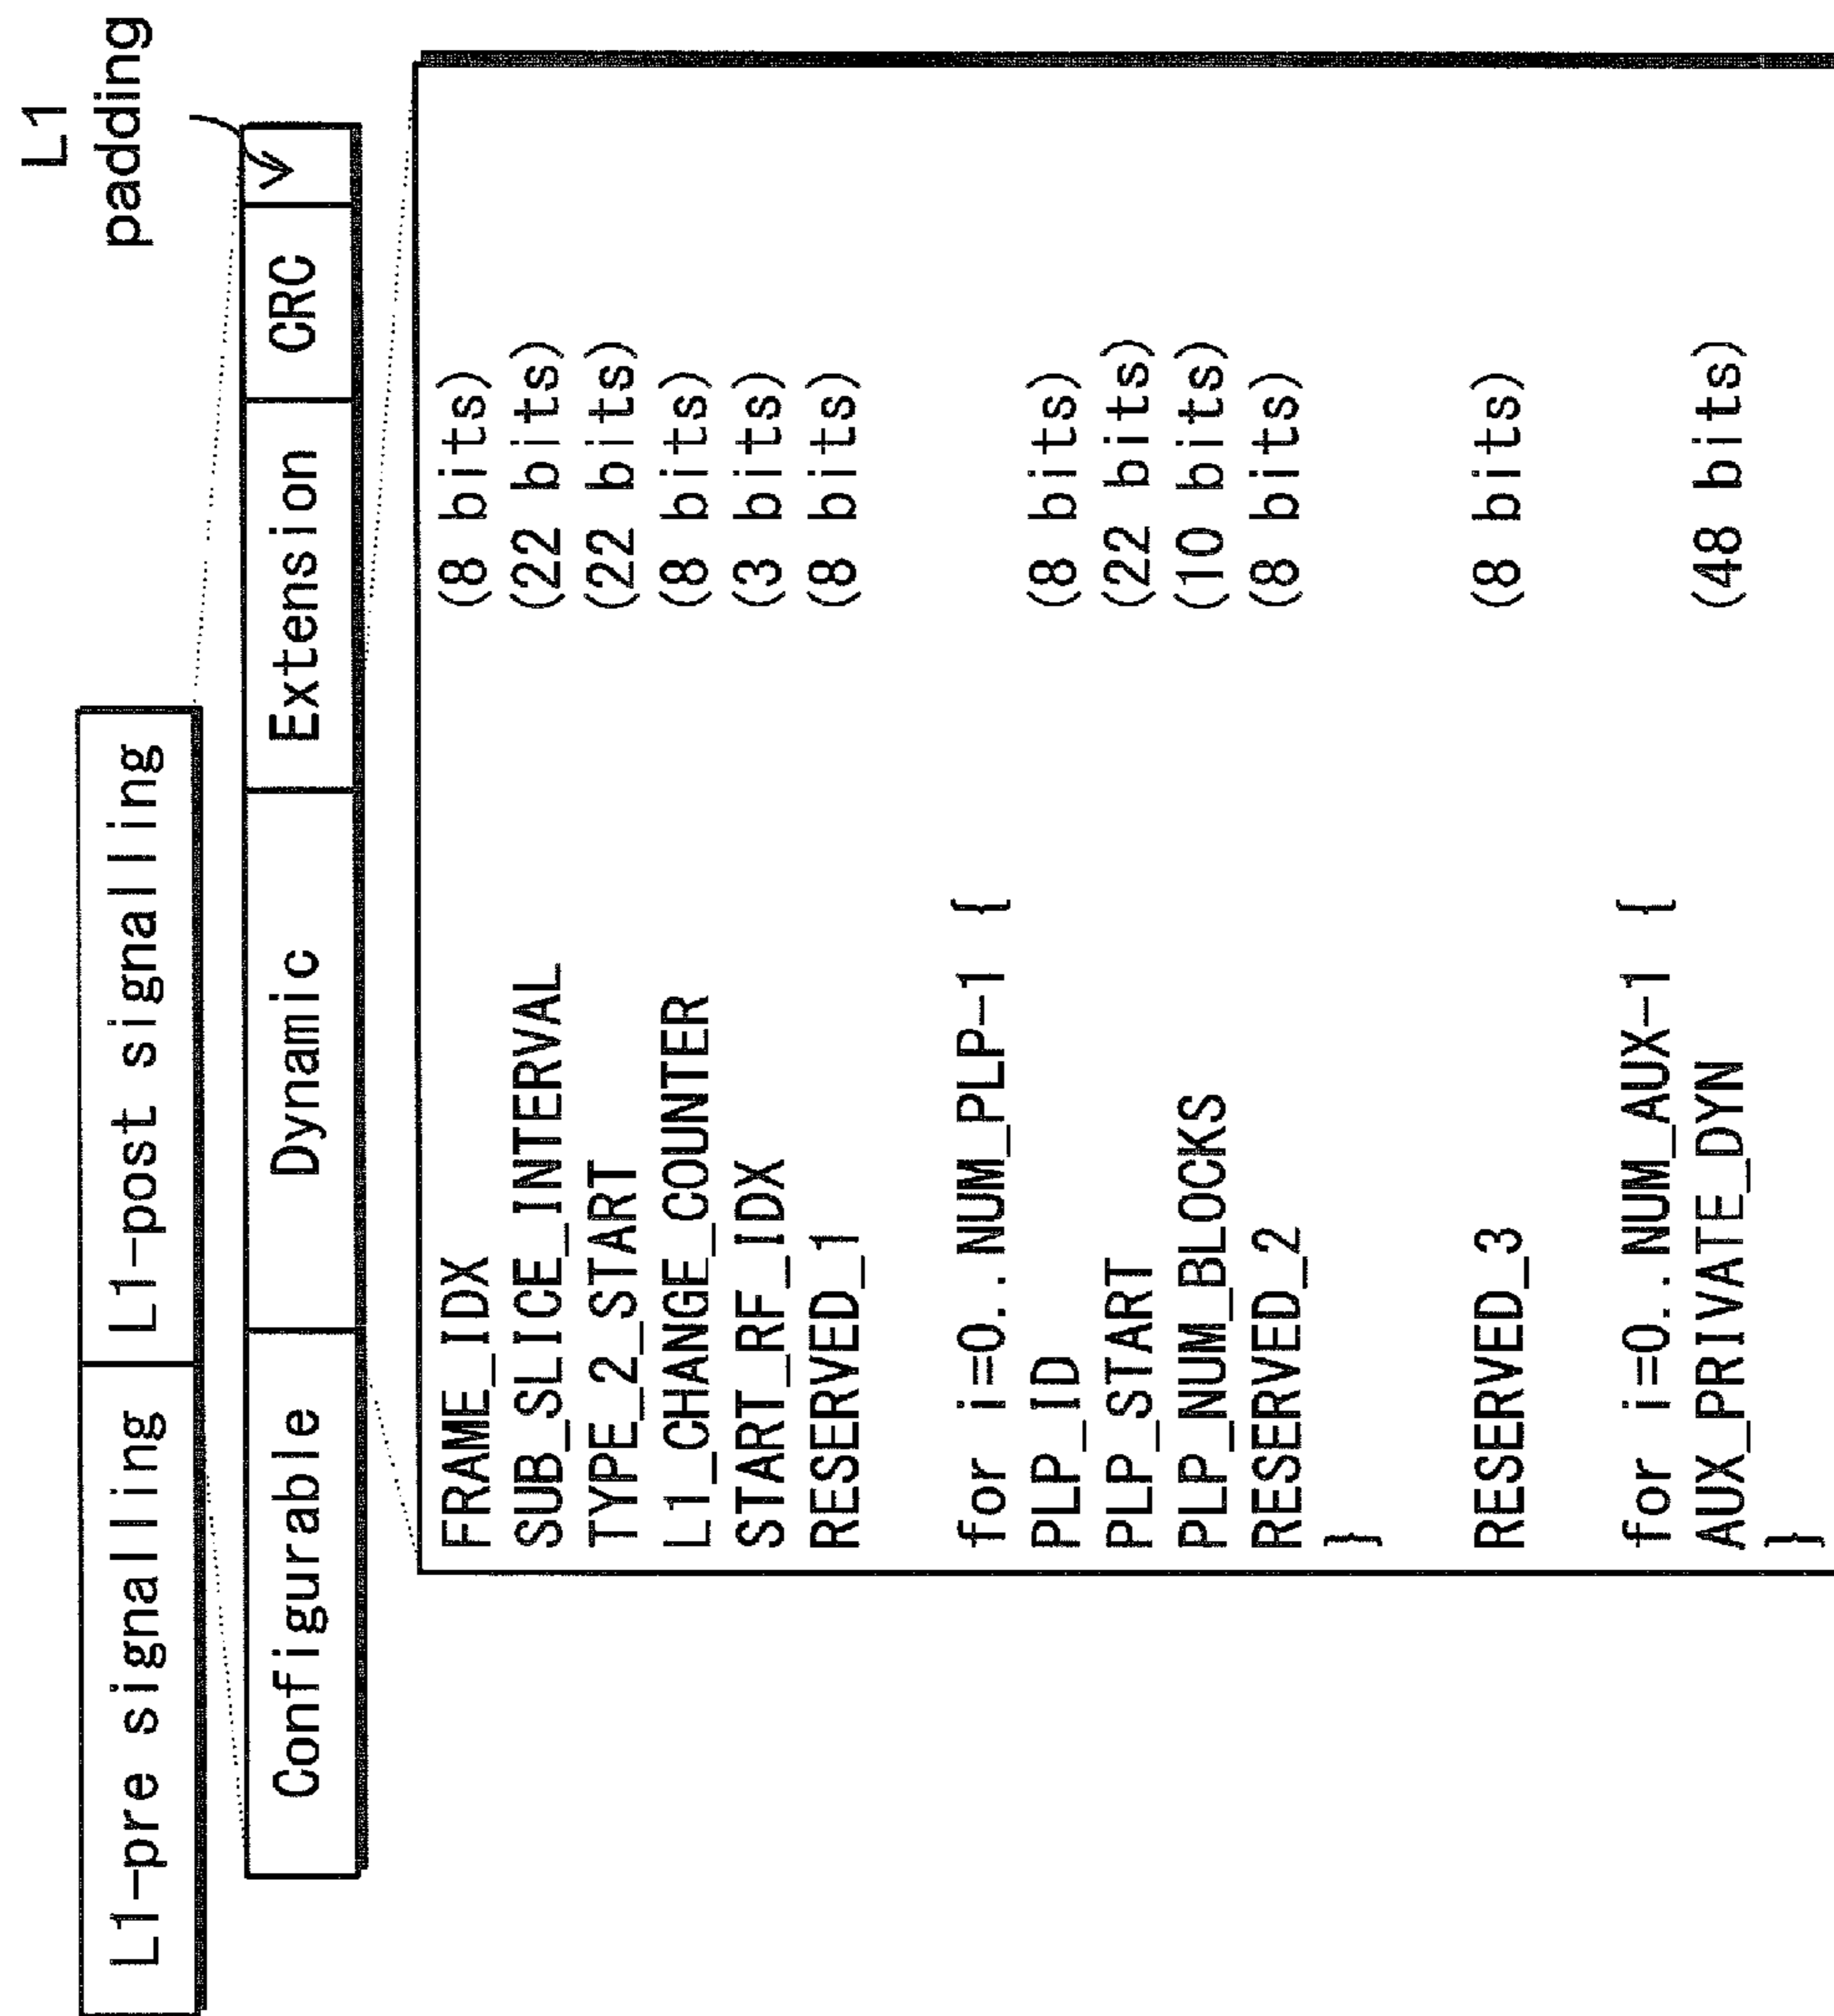 L1-pre signalling L1-post signalling
L1
padding
Configurable Dynamic Extension CRC
FRAME_IDX (8 bits)
SUB_SLICE_INTERVAL (22 bits)
TYPE_2_START (22 bits)
L1_CHANGE_COUNTER (8 bits)
START_RF_IDX (3 bits)
RESERVED_1 (8 bits)
for i=0..NUM_PLP-1 {
PLP_ID (8 bits)
PLP_START (22 bits)
PLP_NUM_BLOCKS (10 bits)
RESERVED_2 (8 bits)
}
RESERVED_3 (8 bits)
for i=0..NUM_AUX-1 {
AUX_PRIVATE_DYN (48 bits)
}